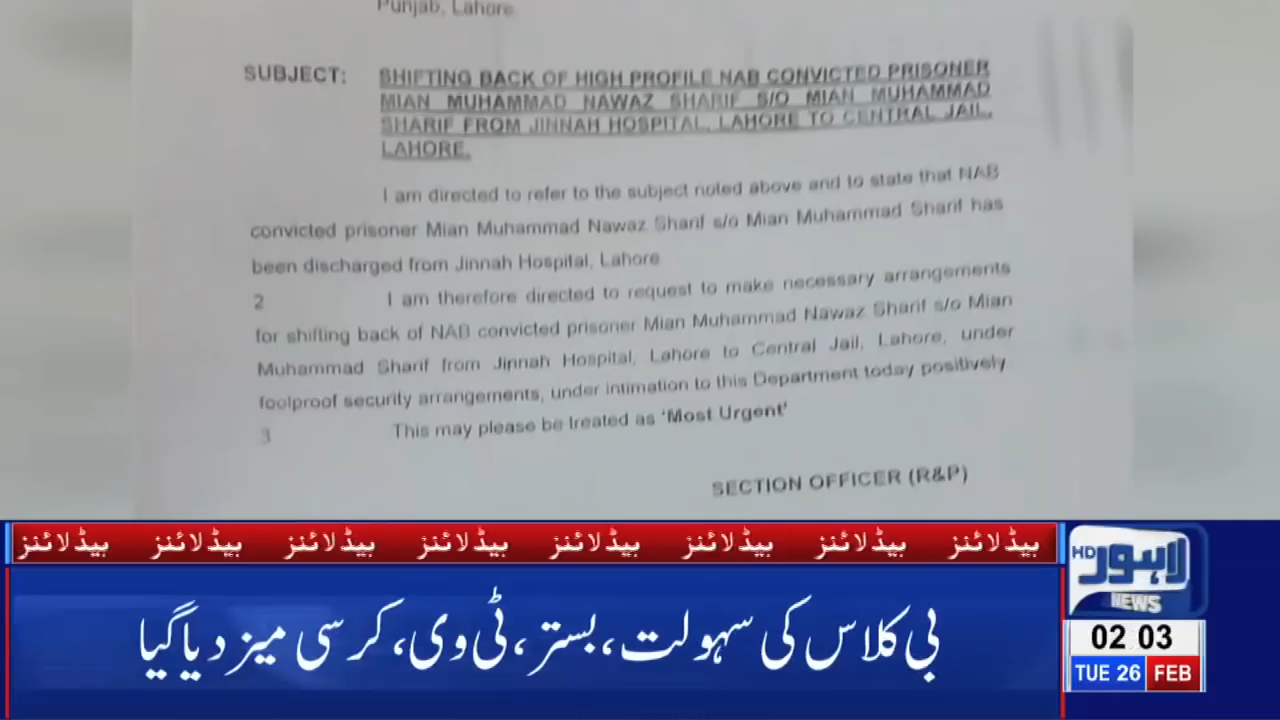 Punjab, Lahore.
SUBJECT: SHIFTING BACK OF HIGH PROFILE NAB CONVICTED PRISONER
MIAN MUHAMMAD NAWAZ SHARIF S/O MIAN MUHAMMAD
SHARIF FROM JINNAH HOSPITAL, LAHORE TO CENTRAL JAIL,
LAHORE.
I am directed to refer to the subject noted above and to state that NAB
convicted prisoner Mian Muhammad Nawaz Sharif s/o Mian Muhammad Sharif has
been discharged from Jinnah Hospital, Lahore
2 I am therefore directed to request to make necessary arrangements
for shifting back of NAB convicted prisoner Mian Muhammad Nawaz Sharif s/o Mian
Muhammad Sharif from Jinnah Hospital, Lahore to Central Jail, Lahore, under
foolproof security arrangements, under intimation to this Department today positively
3 This may please be treated as 'Most Urgent'
SECTION OFFICER (R&P)
ہیڈلائنز ہیڈلائنز ہیڈلائنز ہیڈلائنز ہیڈلائنز ہیڈلائنز ہیڈلائنز ہیڈلائنز
بی کلاس کی سہولت، بستر، ٹی وی، کرسی میز دیا گیا
HD لاہور
NEWS
02 03
TUE 26 FEB